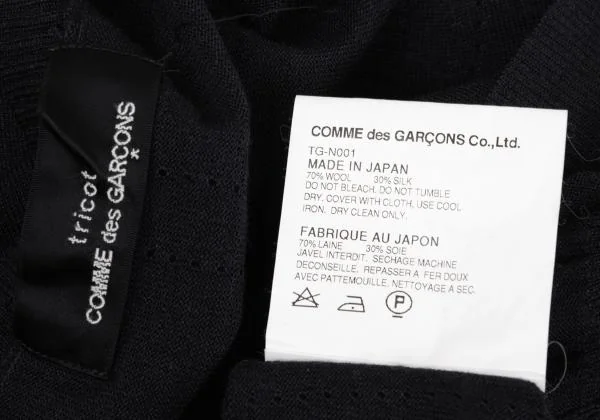 tricot
COMME des GARÇONS
COMME des GARÇONS Co.,Ltd.
TG-N001
MADE IN JAPAN
70% WOOL 30% SILK
DO NOT BLEACH. DO NOT TUMBLE
DRY. COVER WITH CLOTH, USE COOL
IRON. DRY CLEAN ONLY.
FABRIQUE AU JAPON
70% LAINE 30% SOIE
JAVEL INTERDIT. SECHAGE MACHINE
DECONSEILLE. REPASSER A FER DOUX
AVEC PATTEMOUILLE, NETTOYAGE A SEC.
P